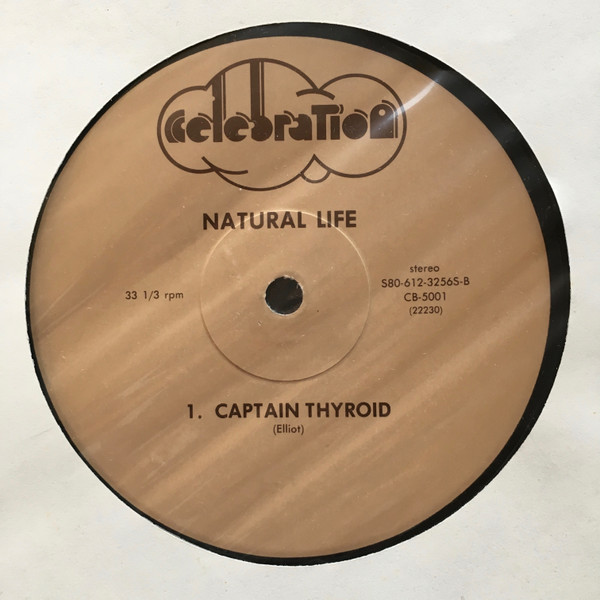 celebration
NATURAL LIFE
stereo
33 1/3 rpm
S80-612-3256S-B
CB-5001
(22230)
1. CAPTAIN THYROID
(Elliot)